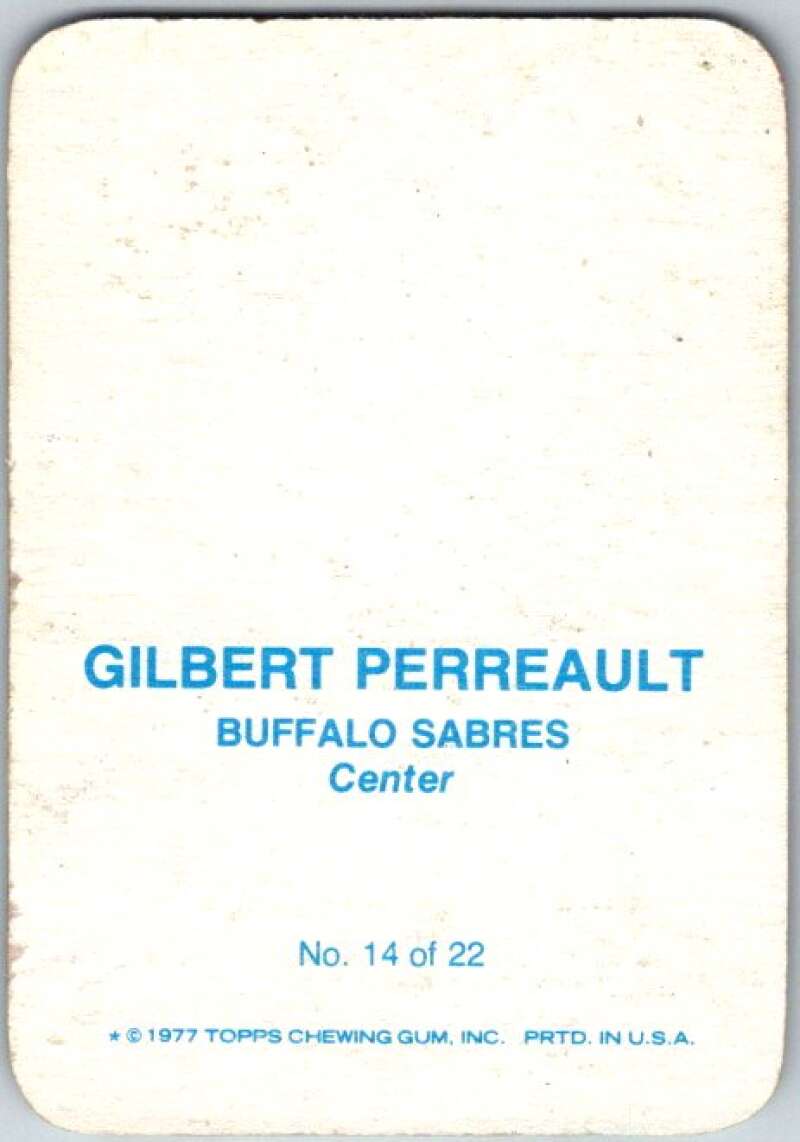 GILBERT PERREAULT
BUFFALO SABRES
Center
No. 14 of 22
* © 1977 TOPPS CHEWING GUM, INC. PRTD. IN U.S.A.